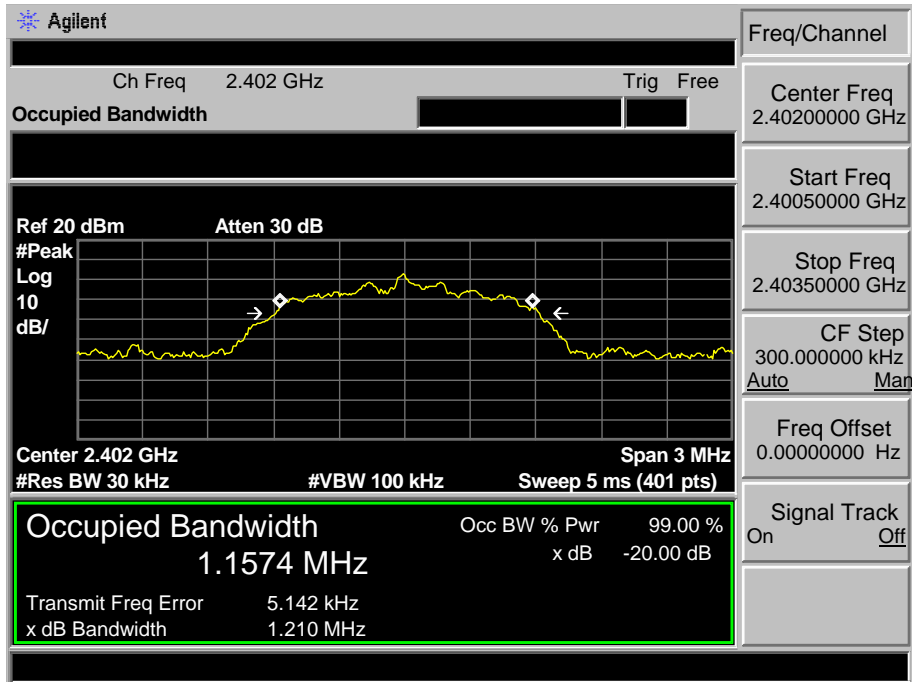 Agilent
Freq/Channel
Ch Freq 2.402 GHz Trig Free
Occupied Bandwidth
Center Freq
2.40200000 GHz
Start Freq
2.40050000 GHz
Stop Freq
2.40350000 GHz
CF Step
300.000000 kHz
Auto Man
Freq Offset
0.00000000 Hz
Signal Track
On Off
Ref 20 dBm Atten 30 dB
#Peak
Log
10
dB/
Center 2.402 GHz Span 3 MHz
#Res BW 30 kHz #VBW 100 kHz Sweep 5 ms (401 pts)
Occupied Bandwidth Occ BW % Pwr 99.00 %
1.1574 MHz x dB -20.00 dB
Transmit Freq Error 5.142 kHz
x dB Bandwidth 1.210 MHz